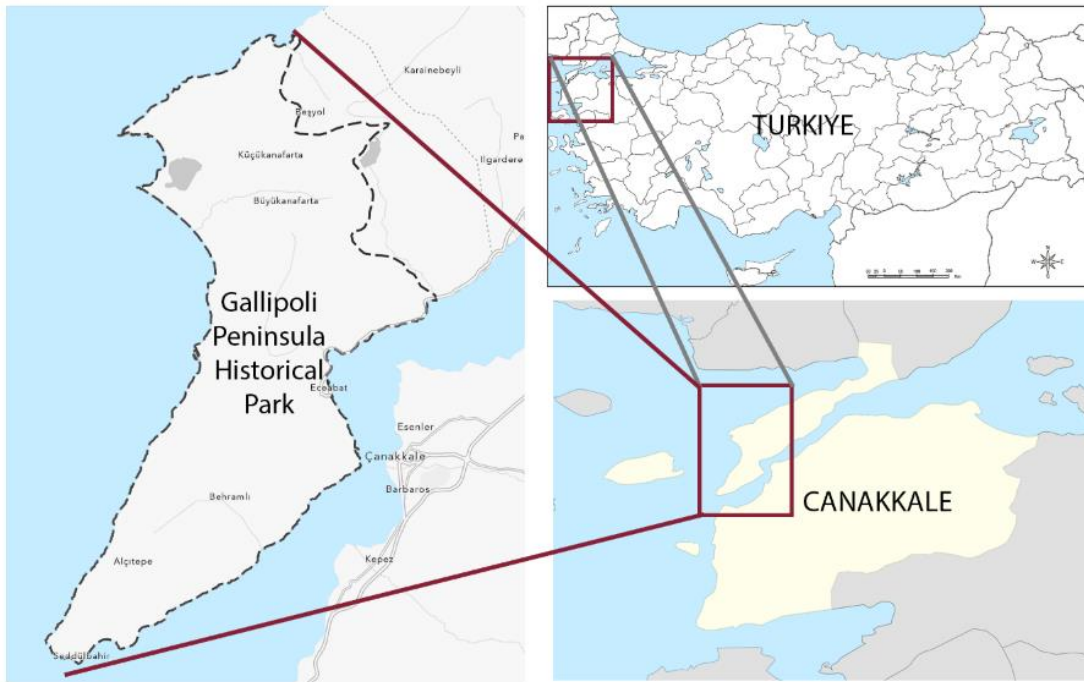 Karainebeyli
Beşyol
Ilgardere
Küçükanafarta
Büyükanafarta
Gallipoli
Peninsula
Historical
Park
Eceabat
Esenler
Çanakkale
Barbaros
Behramlı
Alçıtepe
Kepez
Seddülbahir
TURKIYE
N
W
E
S
CANAKKALE